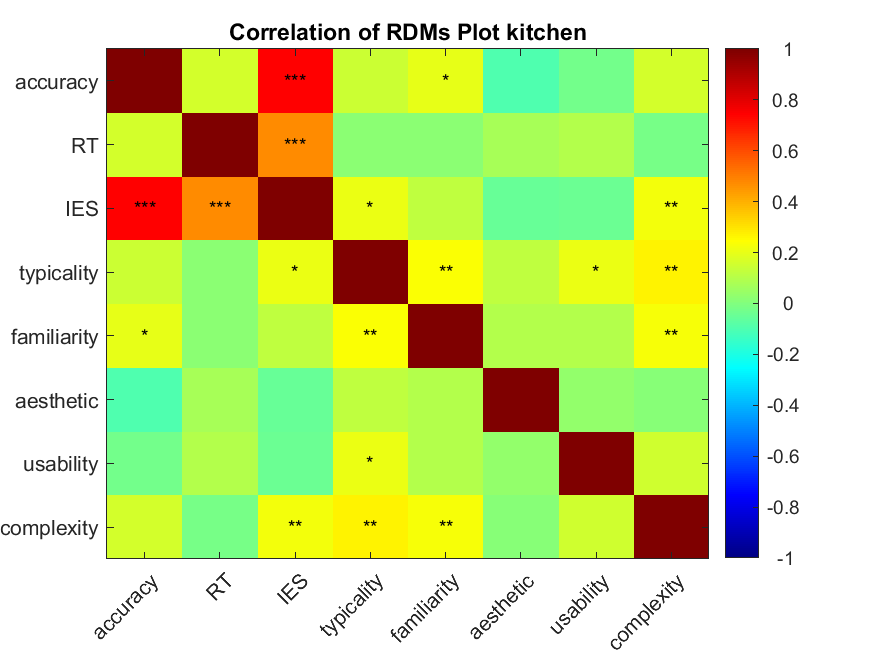 Correlation of RDMs Plot kitchen
accuracy *** *
RT ***
IES *** *** * **
typicality * ** * **
familiarity * ** **
aesthetic
usability *
complexity ** ** **
accuracy RT IES typicality familiarity aesthetic usability complexity
1
0.8
0.6
0.4
0.2
0
-0.2
-0.4
-0.6
-0.8
-1